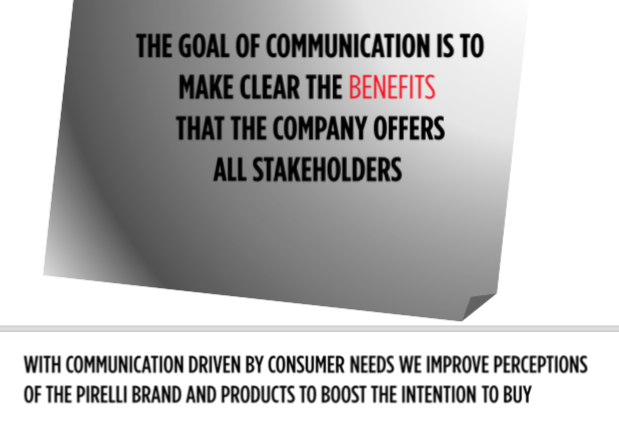 THE GOAL OF COMMUNICATION IS TO
MAKE CLEAR THE BENEFITS
THAT THE COMPANY OFFERS
ALL STAKEHOLDERS
WITH COMMUNICATION DRIVEN BY CONSUMER NEEDS WE IMPROVE PERCEPTIONS
OF THE PIRELLI BRAND AND PRODUCTS TO BOOST THE INTENTION TO BUY